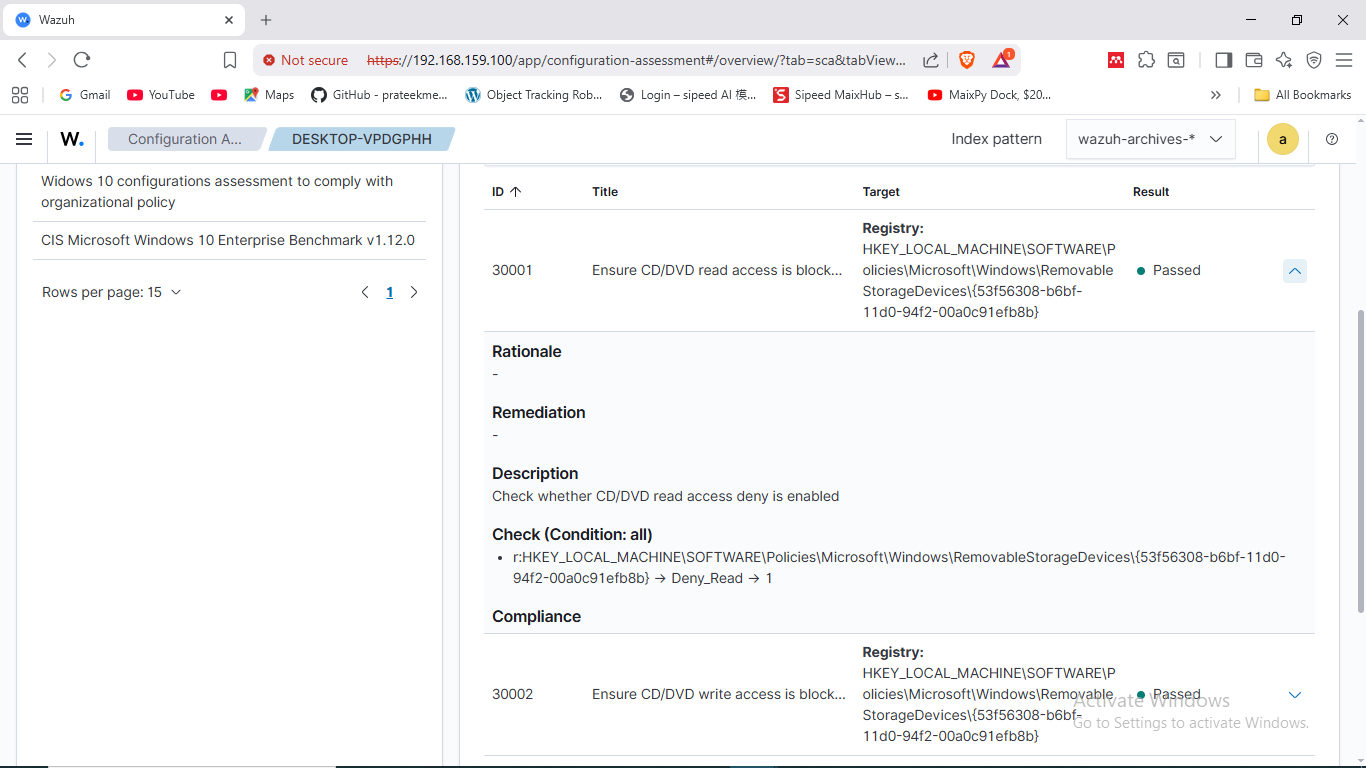 Wazuh
Not secure https://192.168.159.100/app/configuration-assessment#/overview/?tab=sca&tabView...
1
Gmail YouTube Maps GitHub - prateekme... Object Tracking Rob... Login – sipeed AI 模... Sipeed MaixHub – s... MaixPy Dock, $20... All Bookmarks
W. Configuration A... DESKTOP-VPDGPHH Index pattern wazuh-archives-* a
Widows 10 configurations assessment to comply with
organizational policy
CIS Microsoft Windows 10 Enterprise Benchmark v1.12.0
Rows per page: 15 1
ID Title Target Result
Registry:
HKEY_LOCAL_MACHINE\SOFTWARE\P
30001 Ensure CD/DVD read access is block... olicies\Microsoft\Windows\Removable Passed
StorageDevices\{53f56308-b6bf-
11d0-94f2-00a0c91efb8b}
Rationale
-
Remediation
-
Description
Check whether CD/DVD read access deny is enabled
Check (Condition: all)
• r:HKEY_LOCAL_MACHINE\SOFTWARE\Policies\Microsoft\Windows\RemovableStorageDevices\{53f56308-b6bf-11d0-
94f2-00a0c91efb8b} → Deny_Read → 1
Compliance
Registry:
HKEY_LOCAL_MACHINE\SOFTWARE\P
30002 Ensure CD/DVD write access is block... olicies\Microsoft\Windows\Removable Passed
StorageDevices\{53f56308-b6bf-
11d0-94f2-00a0c91efb8b}
Activate Windows
Go to Settings to activate Windows.